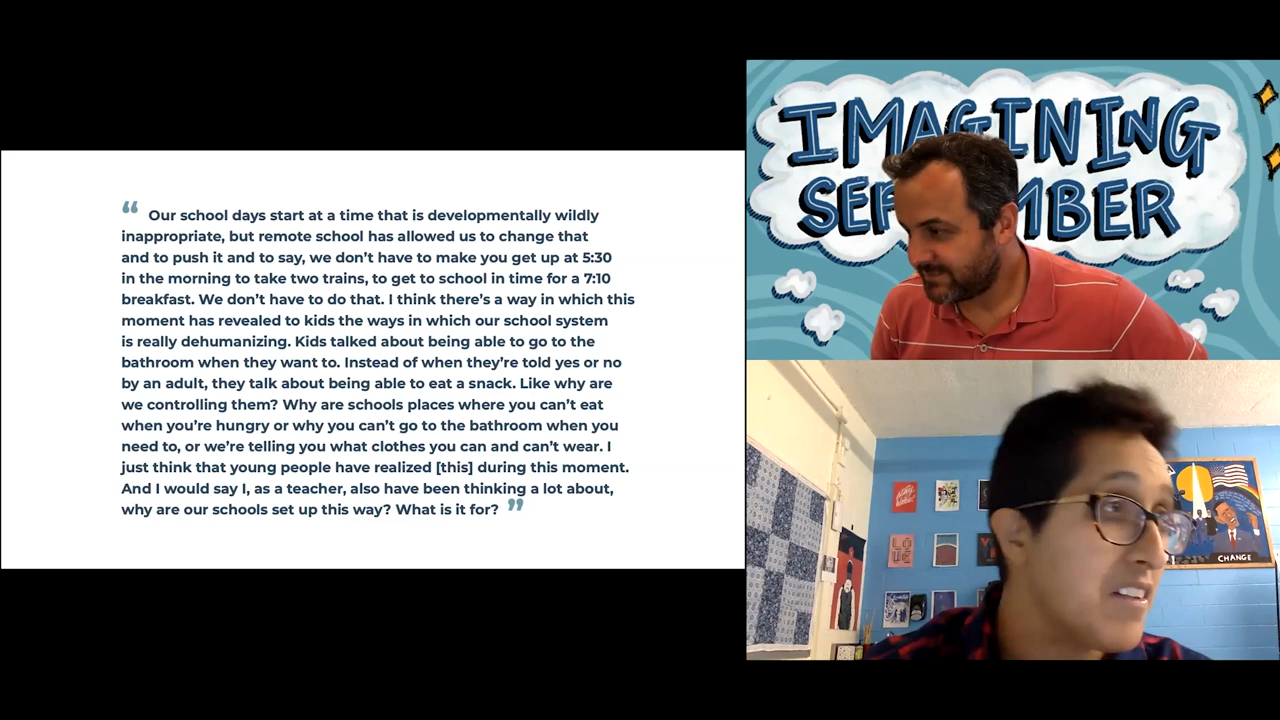 “ Our school days start at a time that is developmentally wildly
inappropriate, but remote school has allowed us to change that
and to push it and to say, we don’t have to make you get up at 5:30
in the morning to take two trains, to get to school in time for a 7:10
breakfast. We don’t have to do that. I think there’s a way in which this
moment has revealed to kids the ways in which our school system
is really dehumanizing. Kids talked about being able to go to the
bathroom when they want to. Instead of when they’re told yes or no
by an adult, they talk about being able to eat a snack. Like why are
we controlling them? Why are schools places where you can’t eat
when you’re hungry or why you can’t go to the bathroom when you
need to, or we’re telling you what clothes you can and can’t wear. I
just think that young people have realized [this] during this moment.
And I would say I, as a teacher, also have been thinking a lot about,
why are our schools set up this way? What is it for? ”
IMAGINING
CHANGE